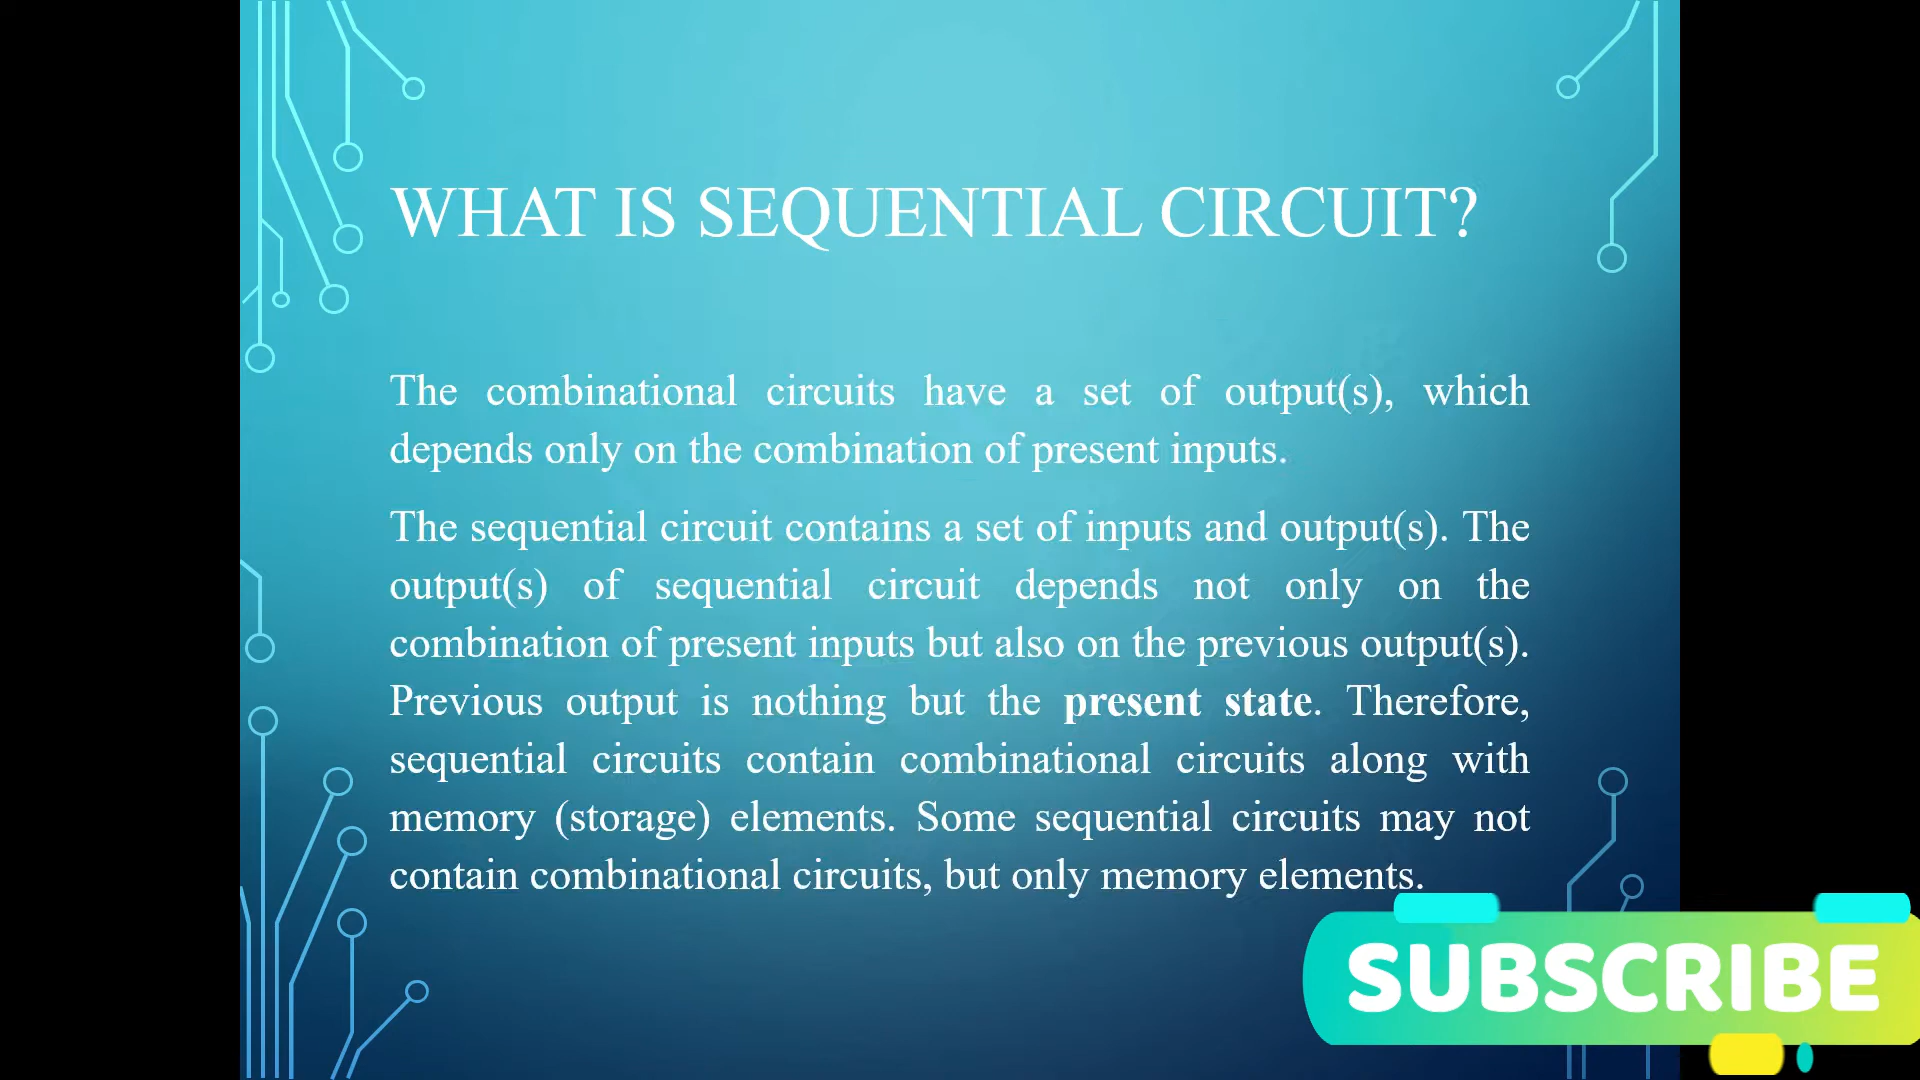 WHAT IS SEQUENTIAL CIRCUIT?
The combinational circuits have a set of output(s), which
depends only on the combination of present inputs.
The sequential circuit contains a set of inputs and output(s). The
output(s) of sequential circuit depends not only on the
combination of present inputs but also on the previous output(s).
Previous output is nothing but the present state. Therefore,
sequential circuits contain combinational circuits along with
memory (storage) elements. Some sequential circuits may not
contain combinational circuits, but only memory elements.
SUBSCRIBE